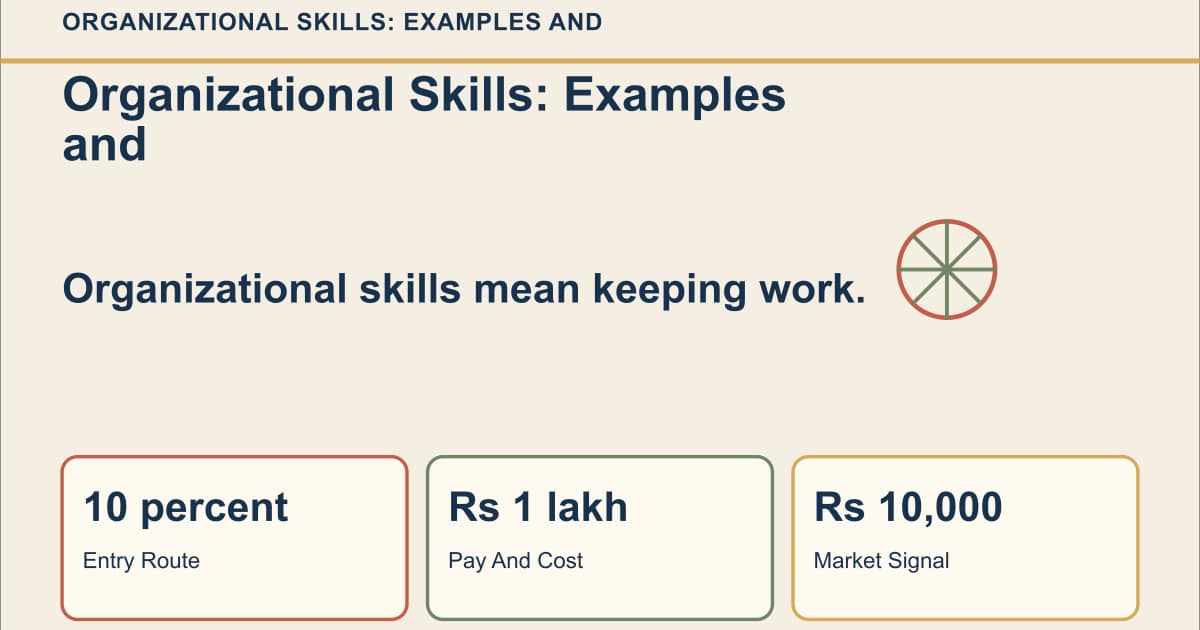 ORGANIZATIONAL SKILLS: EXAMPLES AND
Organizational Skills: Examples
and
Organizational skills mean keeping work.
10 percent
Entry Route
Rs 1 lakh
Pay And Cost
Rs 10,000
Market Signal